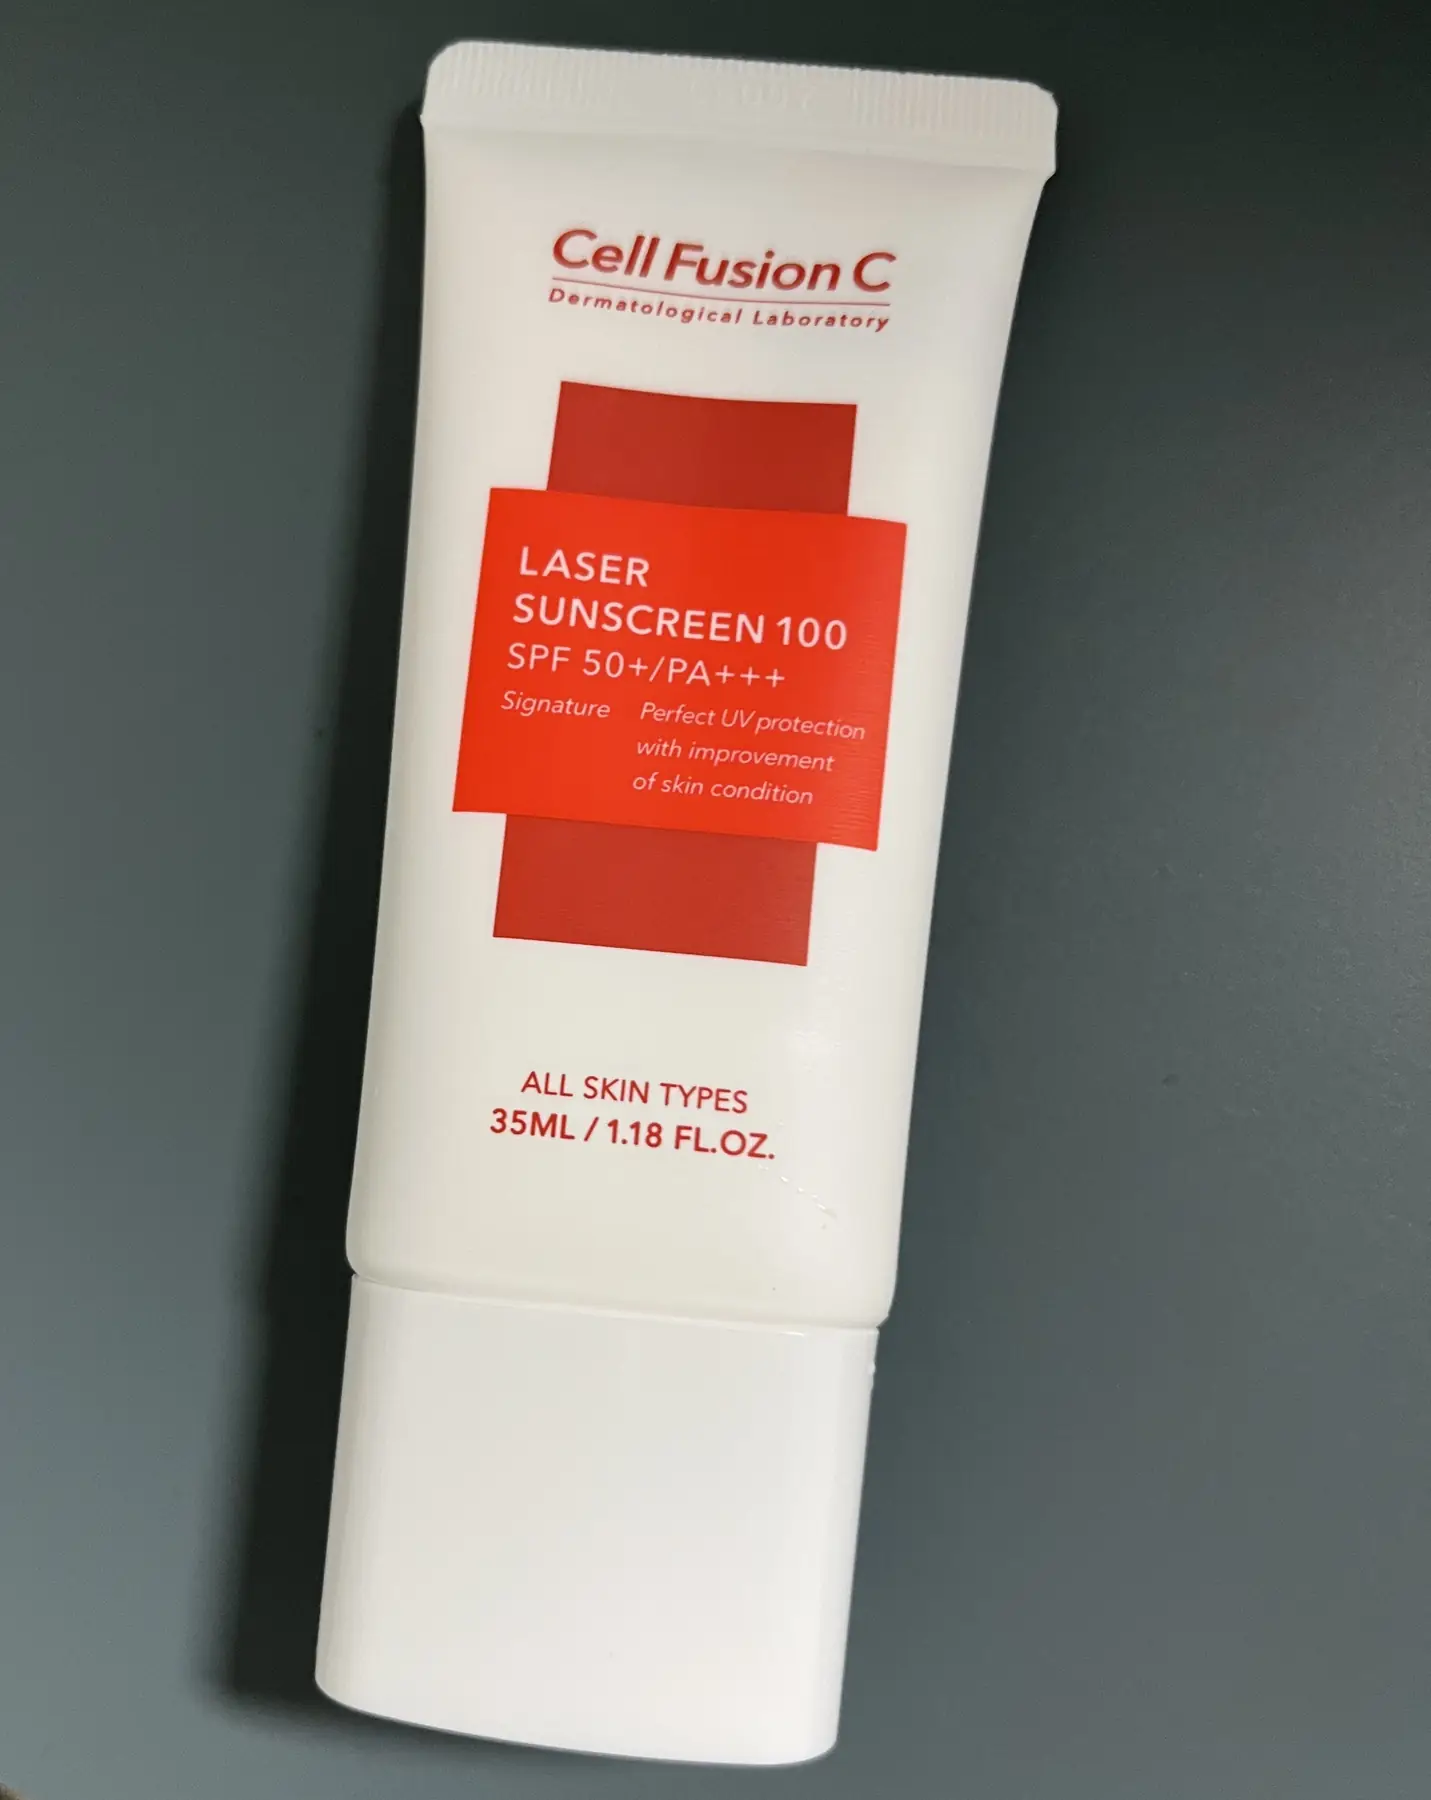 Cell Fusion C
Dermatological Laboratory
LASER
SUNSCREEN 100
SPF 50+/PA+++
Signature Perfect UV protection
with improvement
of skin condition
ALL SKIN TYPES
35ML / 1.18 FL.OZ.